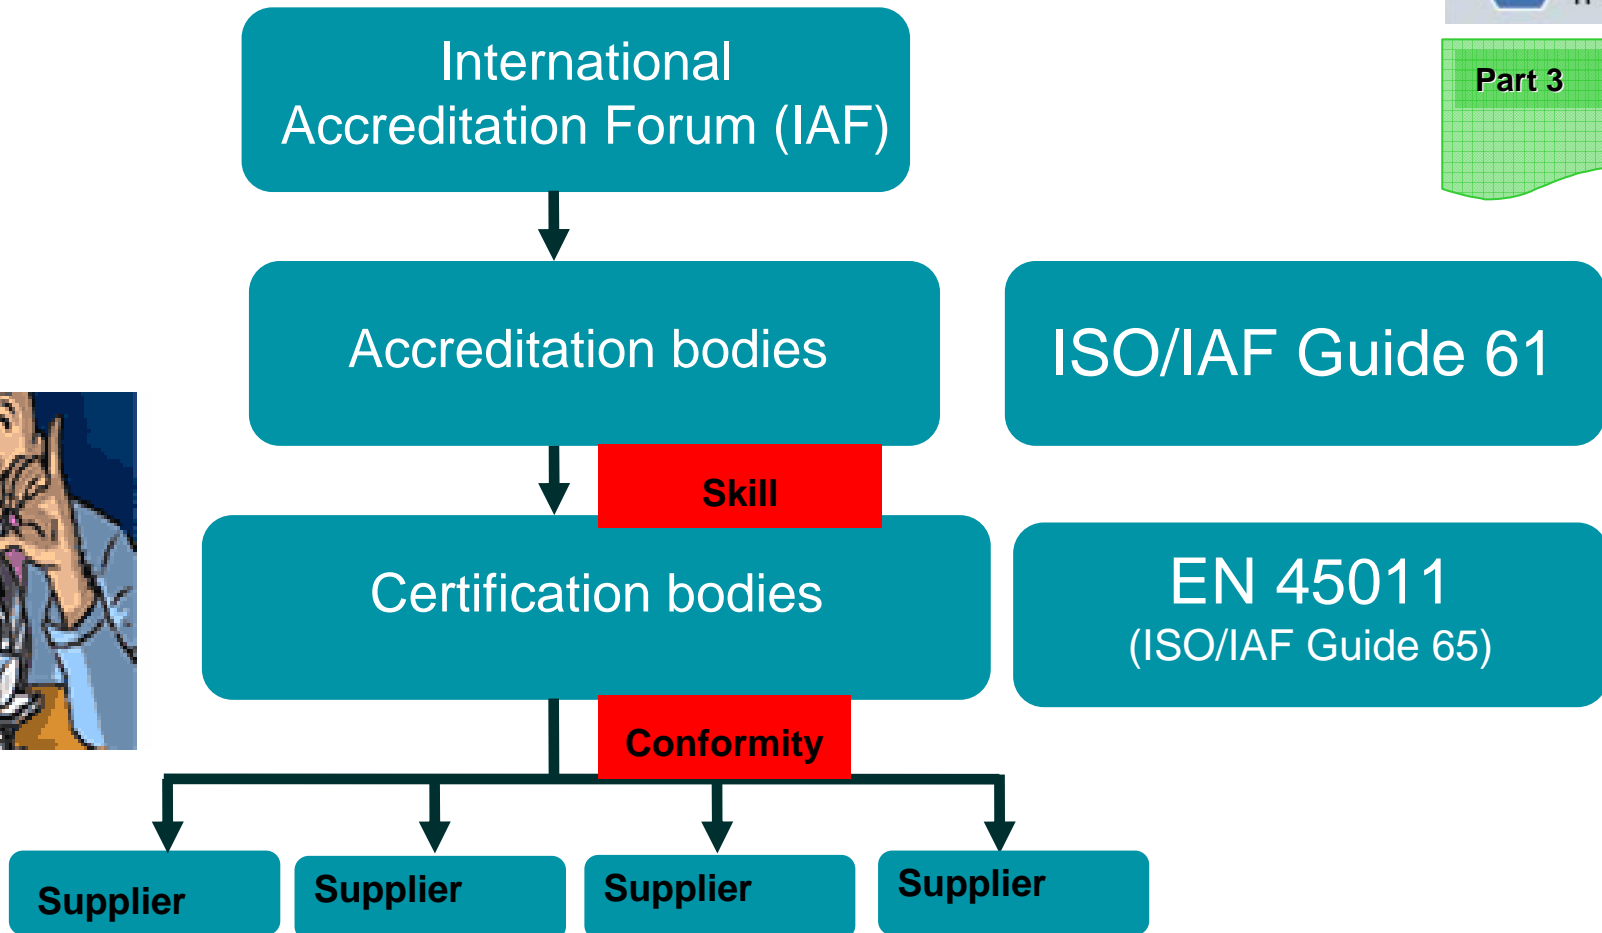 International
Accreditation Forum (IAF)
Part 3
Accreditation bodies
ISO/IAF Guide 61
Skill
Certification bodies
EN 45011
(ISO/IAF Guide 65)
Conformity
Supplier
Supplier
Supplier
Supplier